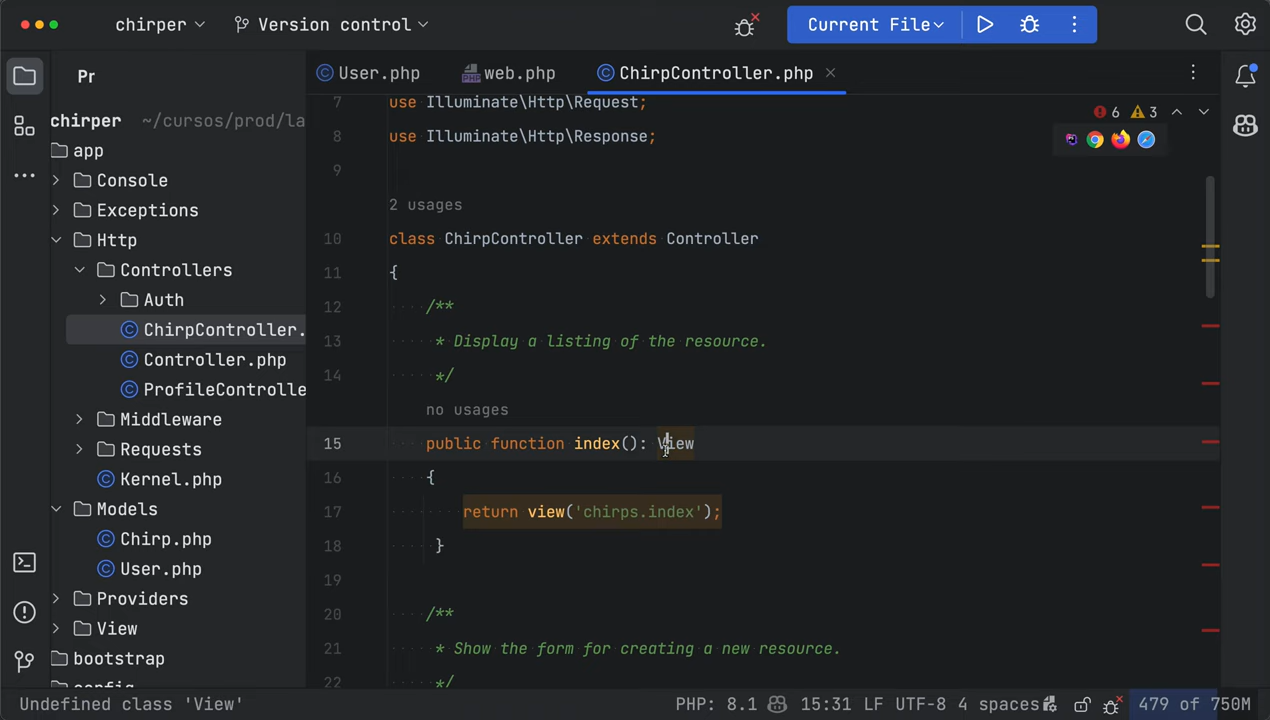 chirper
Version control
Current File
Pr
User.php
web.php
ChirpController.php
chirper ~/cursos/prod/la
app
Console
Exceptions
Http
Controllers
Auth
ChirpController.
Controller.php
ProfileControlle
Middleware
Requests
Kernel.php
Models
Chirp.php
User.php
Providers
View
bootstrap
6
3
7 use Illuminate\Http\Request;
8 use Illuminate\Http\Response;
9
2 usages
10 class ChirpController extends Controller
11 {
12 /**
13 * Display a listing of the resource.
14 */
no usages
15 public function index(): View
16 {
17 return view('chirps.index');
18 }
19
20 /**
21 * Show the form for creating a new resource.
22 */
Undefined class 'View'
PHP: 8.1
15:31 LF UTF-8 4 spaces
479 of 750M